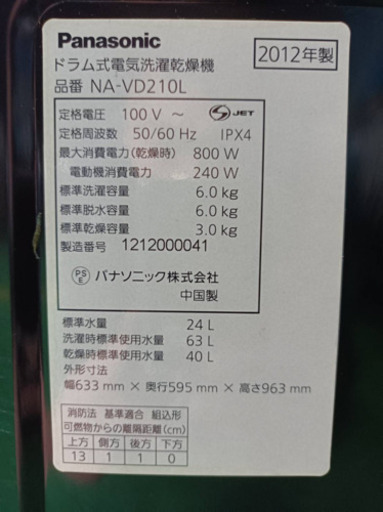 Panasonic
2012年製
ドラム式電気洗濯乾燥機
品番 NA-VD210L
定格電圧 100 V ～ S JET
定格周波数 50/60 Hz IPX4
最大消費電力(乾燥時) 800 W
電動機消費電力 240 W
標準洗濯容量 6.0 kg
標準脱水容量 6.0 kg
標準乾燥容量 3.0 kg
製造番号 1212000041
PS E パナソニック株式会社
中国製
標準水量 24 L
洗濯時標準使用水量 63 L
乾燥時標準使用水量 40 L
外形寸法
幅633 mm × 奥行595 mm × 高さ963 mm
消防法 基準適合 組込形
可燃物からの離隔距離(cm)
上方 側方 後方 下方
13 1 1 0